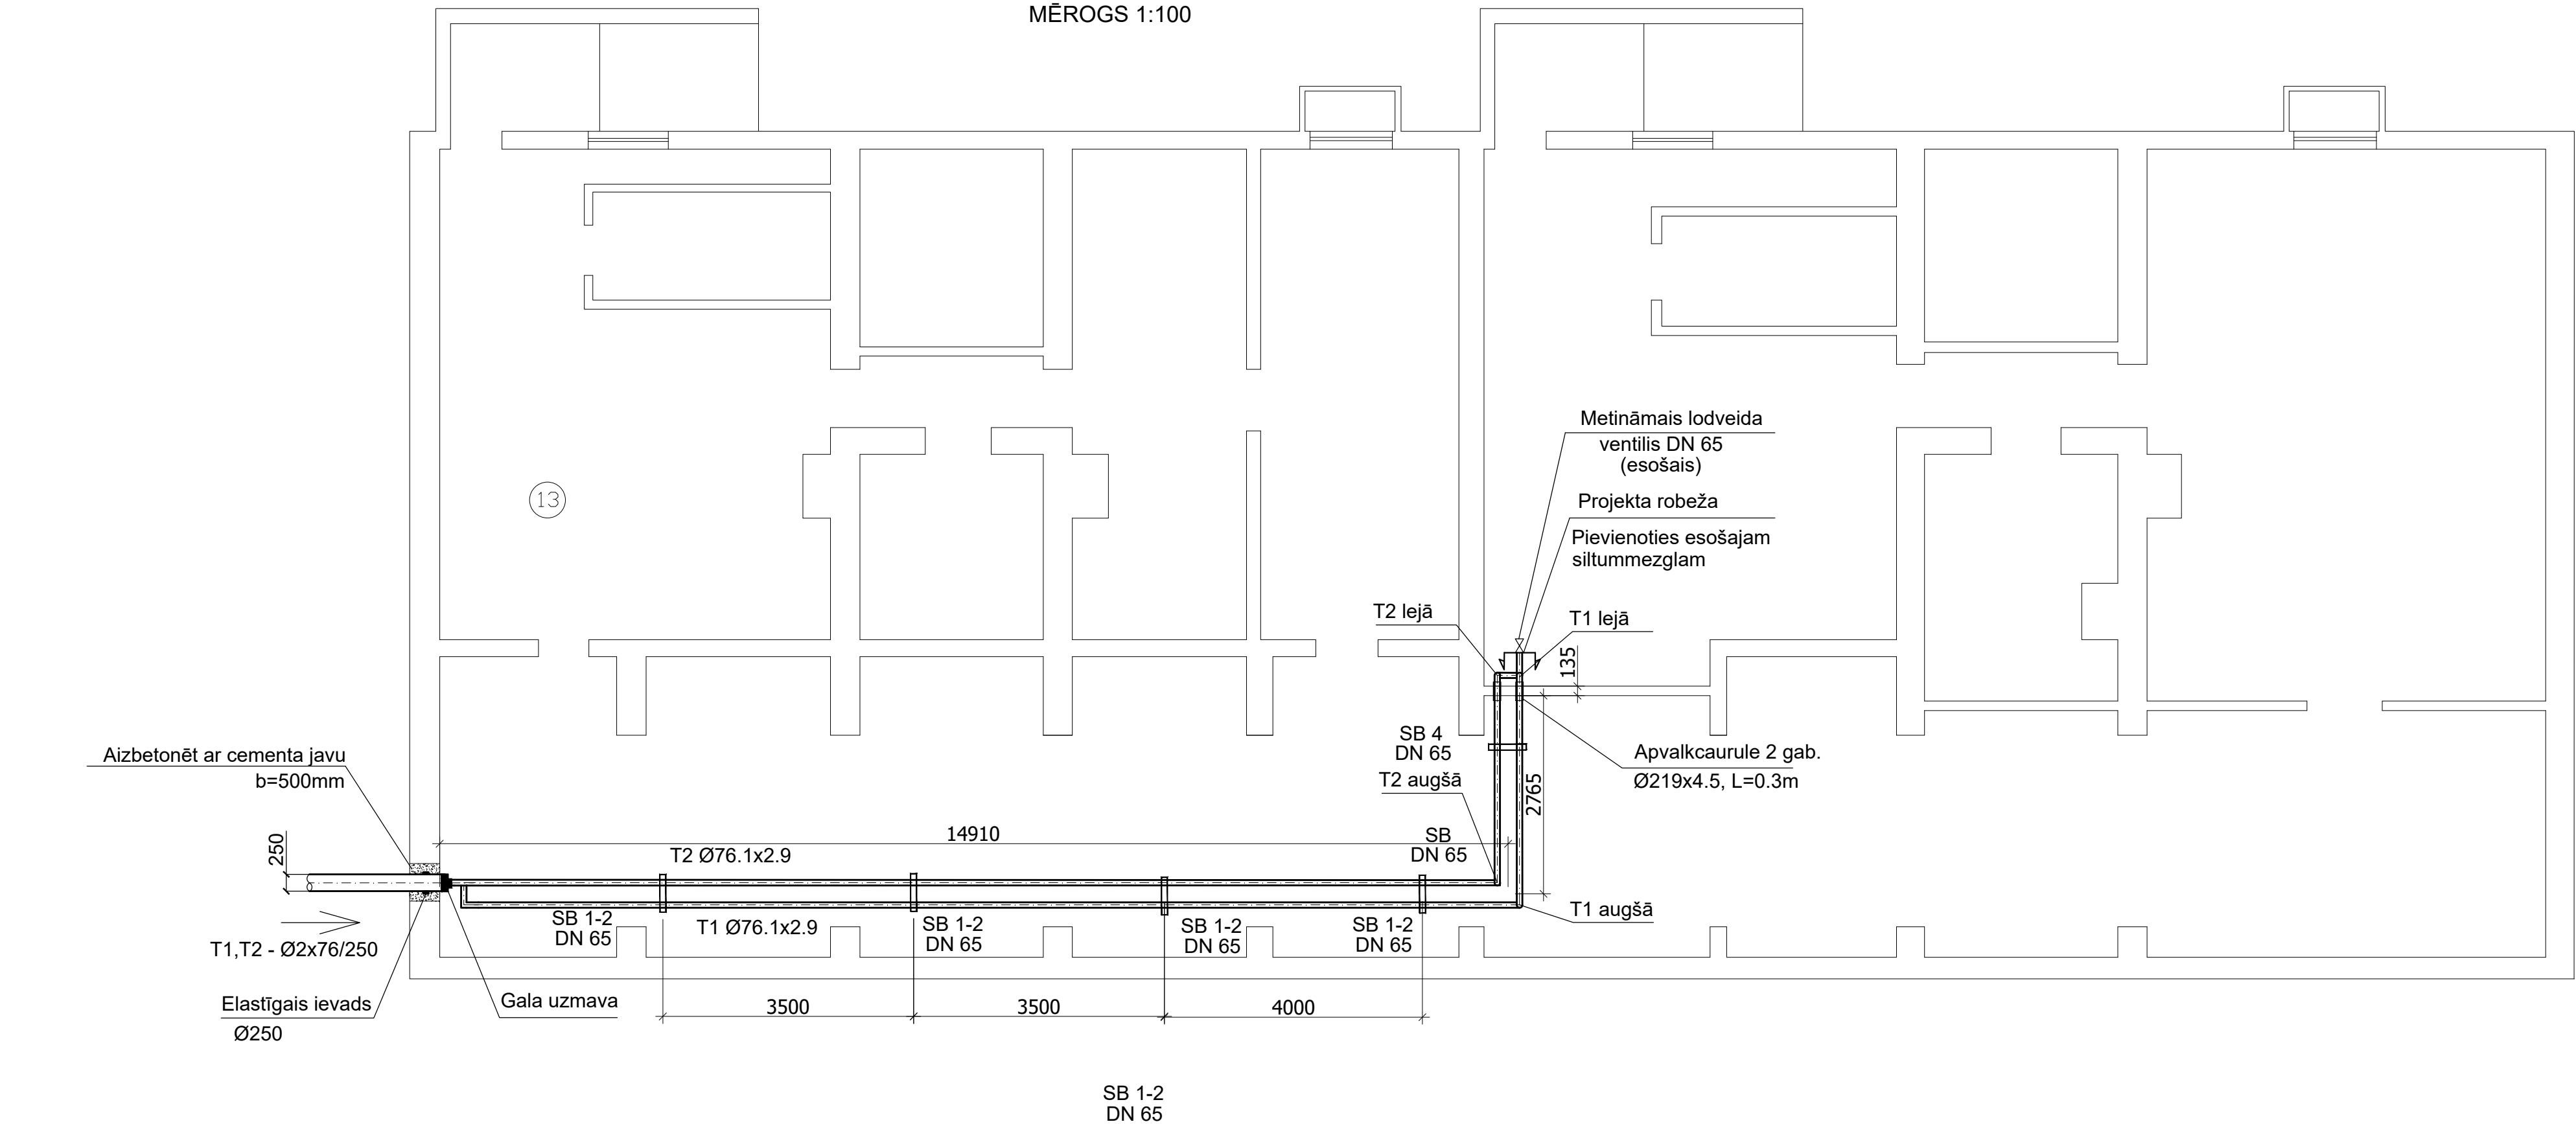 MĒROGS 1:100
Metināmais lodveida
ventilis DN 65
(esošais)
13
Projekta robeža
Pievienoties esošajam
siltummezglam
T2 lejā
T1 lejā
135
SB 4
DN 65
Aizbetonēt ar cementa javu
b=500mm
Apvalkcaurule 2 gab.
Ø219x4.5, L=0.3m
T2 augšā
2765
14910
SB
DN 65
250
T2 Ø76.1x2.9
T1 augšā
SB 1-2
DN 65
T1 Ø76.1x2.9
SB 1-2
DN 65
SB 1-2
DN 65
SB 1-2
DN 65
T1,T2 - Ø2x76/250
Elastīgais ievads
Ø250
Gala uzmava
3500
3500
4000
SB 1-2
DN 65